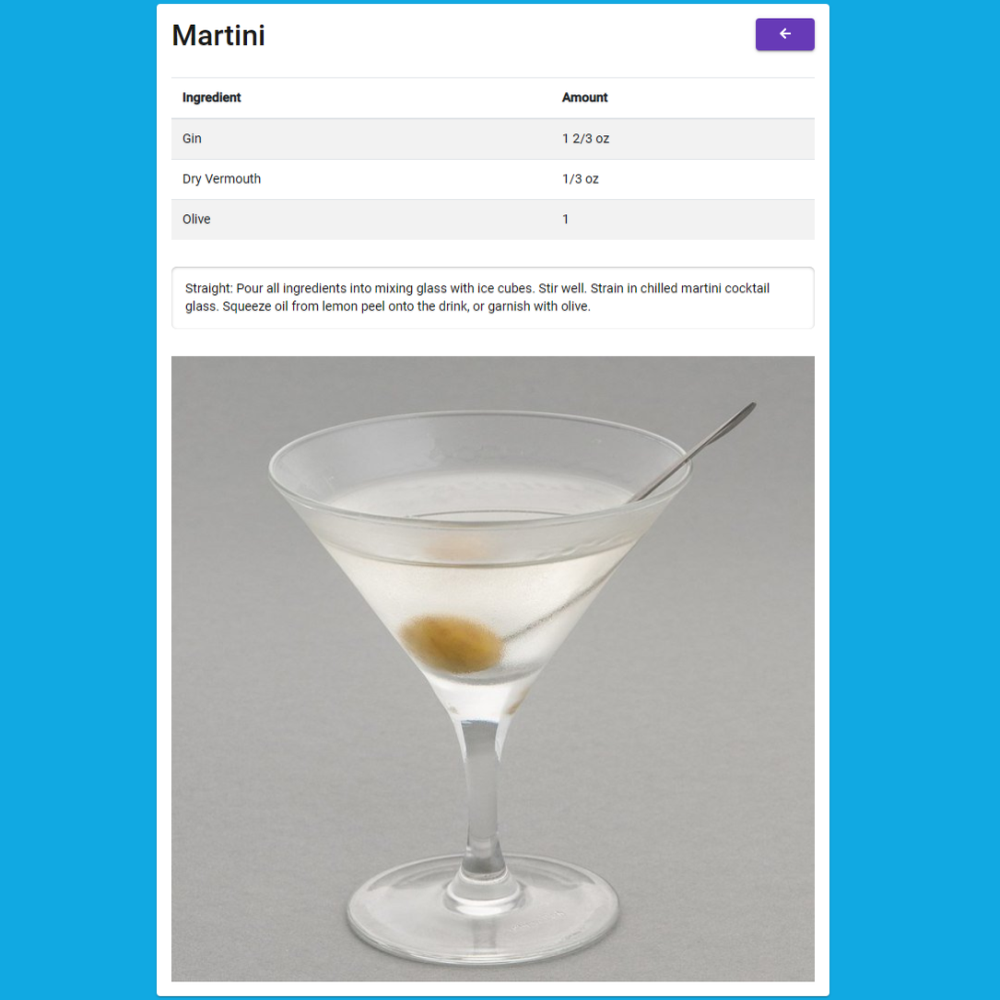 Martini
Ingredient Amount
Gin 1 2/3 oz
Dry Vermouth 1/3 oz
Olive 1
Straight: Pour all ingredients into mixing glass with ice cubes. Stir well. Strain in chilled martini cocktail
glass. Squeeze oil from lemon peel onto the drink, or garnish with olive.